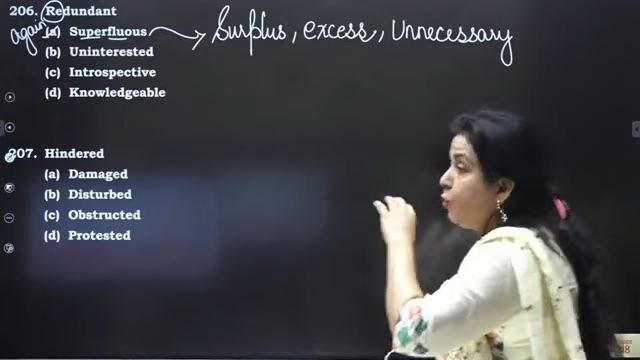 206. Redundant
again (a) Superfluous → Surplus, excess, Unnecessary
(b) Uninterested
(c) Introspective
(d) Knowledgeable
207. Hindered
(a) Damaged
(b) Disturbed
(c) Obstructed
(d) Protested